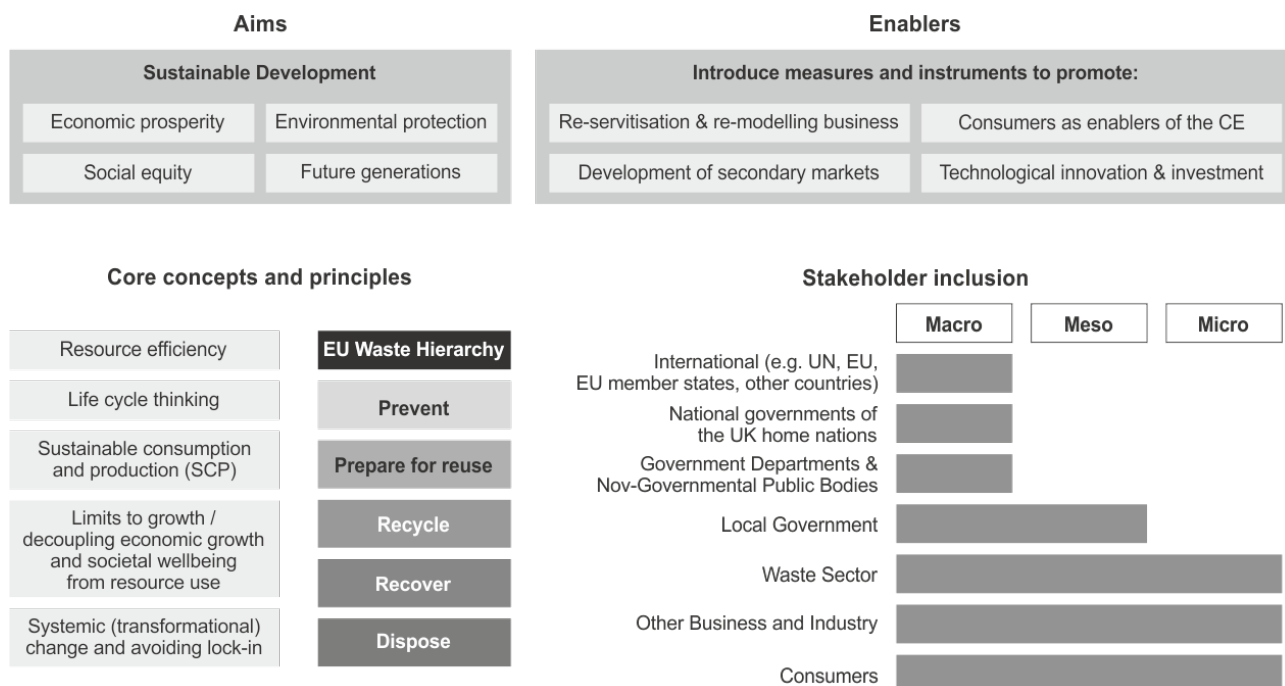 Aims
Sustainable Development
Economic prosperity
Environmental protection
Social equity
Future generations
Enablers
Introduce measures and instruments to promote:
Re-servitisation & re-modelling business
Consumers as enablers of the CE
Development of secondary markets
Technological innovation & investment
Core concepts and principles
Resource efficiency
Life cycle thinking
Sustainable consumption
and production (SCP)
Limits to growth /
decoupling economic growth
and societal wellbeing
from resource use
Systemic (transformational)
change and avoiding lock-in
EU Waste Hierarchy
Prevent
Prepare for reuse
Recycle
Recover
Dispose
Stakeholder inclusion
Macro
Meso
Micro
International (e.g. UN, EU,
EU member states, other countries)
National governments of
the UK home nations
Government Departments &
Nov-Governmental Public Bodies
Local Government
Waste Sector
Other Business and Industry
Consumers